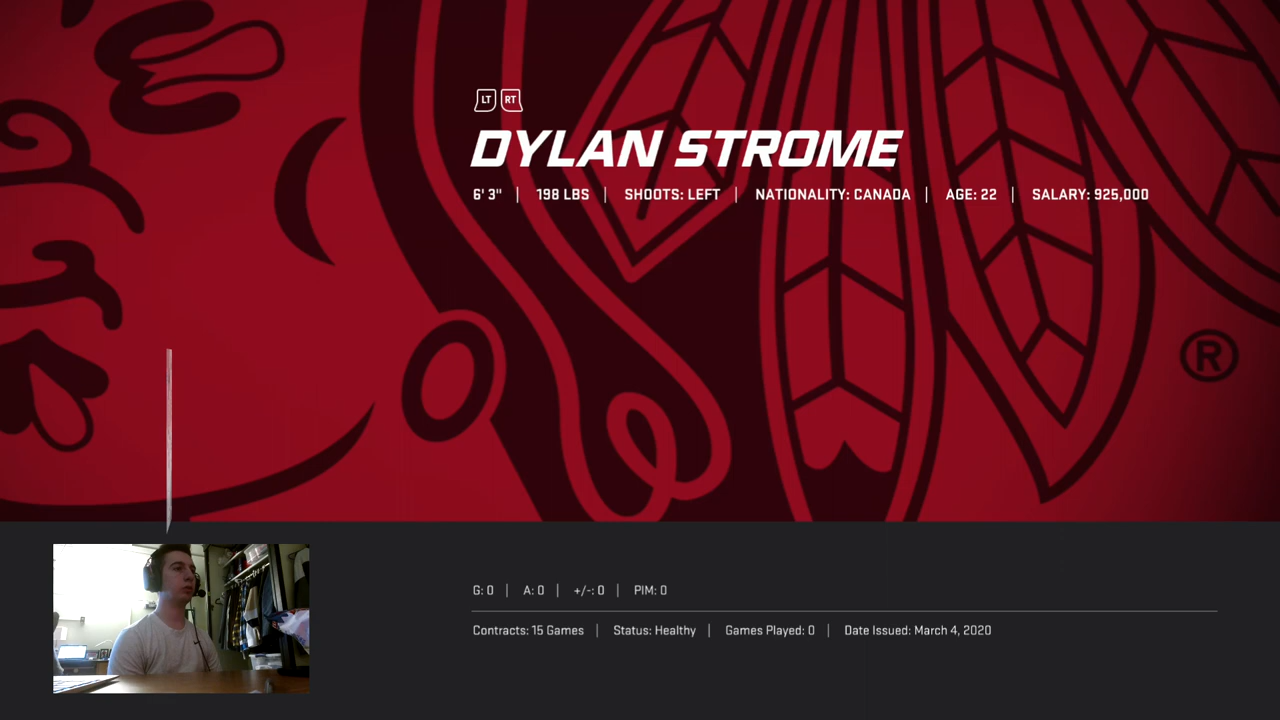 LT RT
DYLAN STROME
6' 3" | 198 LBS | SHOOTS: LEFT | NATIONALITY: CANADA | AGE: 22 | SALARY: 925,000
®
G: 0 | A: 0 | +/-: 0 | PIM: 0
Contracts: 15 Games | Status: Healthy | Games Played: 0 | Date Issued: March 4, 2020